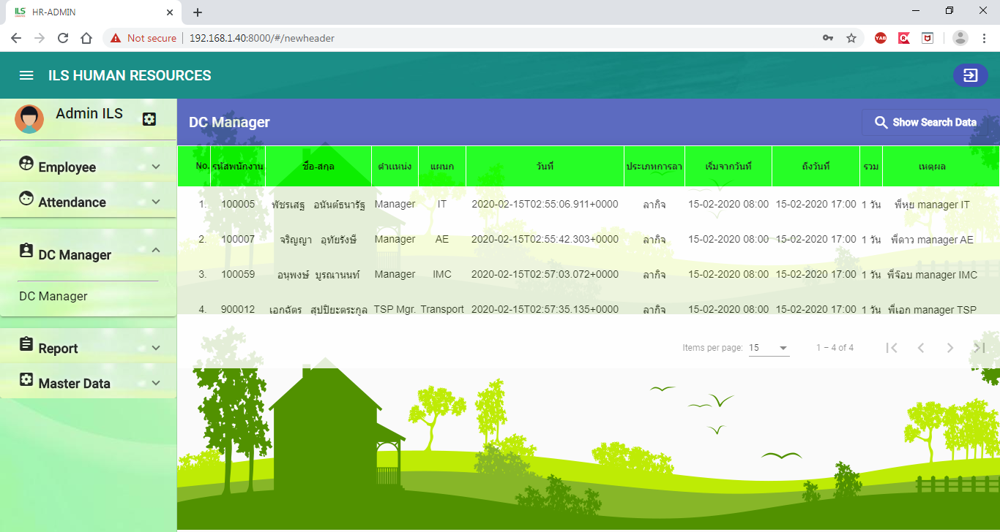 ILS HR-ADMIN
Not secure 192.168.1.40:8000/#/newheader
ILS HUMAN RESOURCES
Admin ILS
Employee
Attendance
DC Manager
DC Manager
Report
Master Data
DC Manager Show Search Data
No. รหัสพนักงาน ชื่อ-สกุล ตำแหน่ง แผนก วันที่ ประเภทการลา เริ่มจากวันที่ ถึงวันที่ รวม เหตุผล
1. 100005 พัชรเสฐ อนันต์ธนารัฐ Manager IT 2020-02-15T02:55:06.911+0000 ลากิจ 15-02-2020 08:00 15-02-2020 17:00 1 วัน พี่หุย manager IT
2. 100007 จริญญา อุทัยรังษี Manager AE 2020-02-15T02:55:42.303+0000 ลากิจ 15-02-2020 08:00 15-02-2020 17:00 1 วัน พี่ดาว manager AE
3. 100059 อนุพงษ์ บูรณานนท์ Manager IMC 2020-02-15T02:57:03.072+0000 ลากิจ 15-02-2020 08:00 15-02-2020 17:00 1 วัน พี่จ๊อบ manager IMC
4. 900012 เอกฉัตร สุปปิยะตระกูล TSP Mgr. Transport 2020-02-15T02:57:35.135+0000 ลากิจ 15-02-2020 08:00 15-02-2020 17:00 1 วัน พี่เอก manager TSP
Items per page: 15 1 – 4 of 4